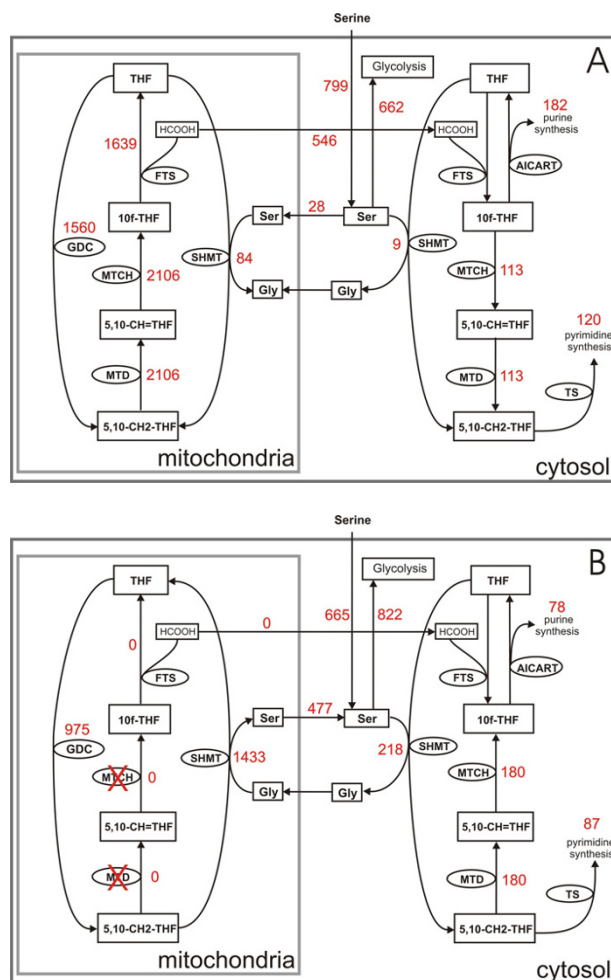 Serine
A
THF
799
Glycolysis
THF
662
182
purine
synthesis
1639
HCOOH
546
HCOOH
FTS
FTS
AICART
1560
GDC
10f-THF
Ser
28
Ser
10f-THF
SHMT
84
9
SHMT
MTCH
2106
MTCH
113
Gly
Gly
5,10-CH=THF
5,10-CH=THF
120
pyrimidine
synthesis
MTD
2106
MTD
113
TS
5,10-CH2-THF
5,10-CH2-THF
mitochondria
cytosol
Serine
B
THF
Glycolysis
THF
665
822
78
purine
synthesis
0
HCOOH
0
HCOOH
FTS
FTS
AICART
975
GDC
10f-THF
Ser
477
Ser
10f-THF
SHMT
1433
218
SHMT
MTCH
0
MTCH
180
Gly
Gly
5,10-CH=THF
5,10-CH=THF
87
pyrimidine
synthesis
MTD
0
MTD
180
TS
5,10-CH2-THF
5,10-CH2-THF
mitochondria
cytosol